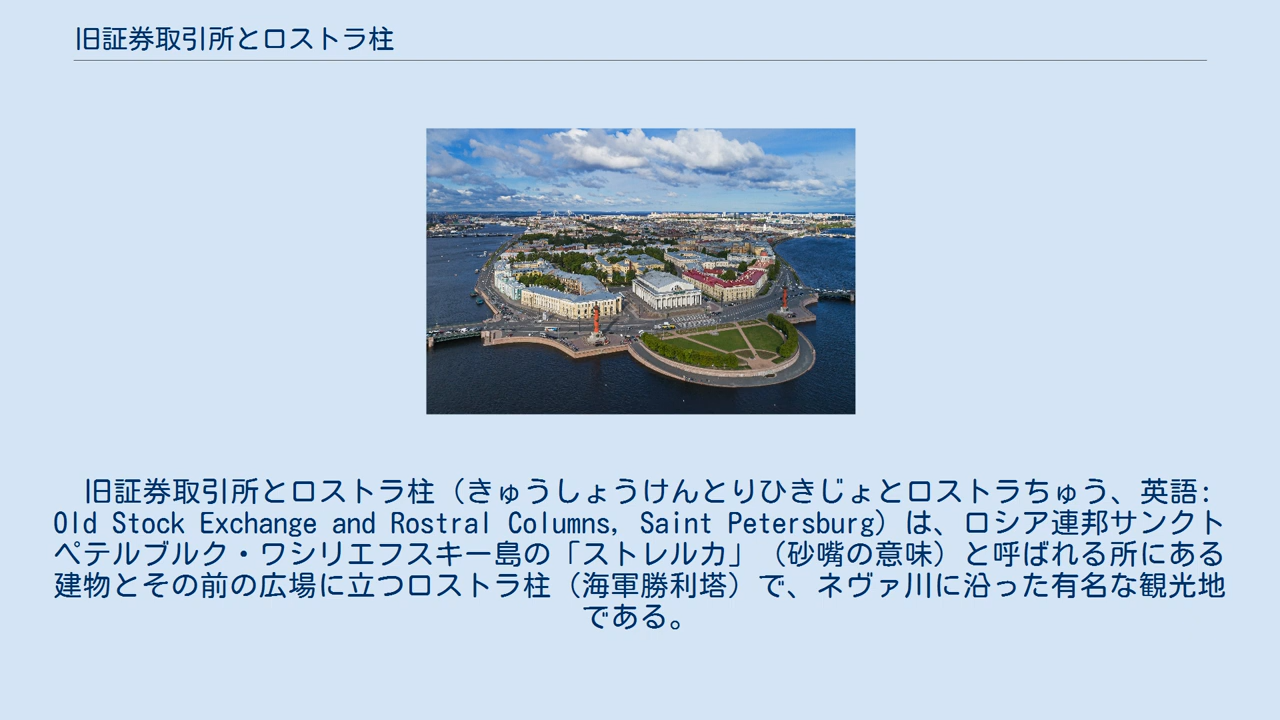 旧証券取引所とロストラ柱
旧証券取引所とロストラ柱（きゅうしょうけんとりひきじょとロストラちゅう、英語:
Old Stock Exchange and Rostral Columns, Saint Petersburg）は、ロシア連邦サンクト
ペテルブルク・ワシリエフスキー島の「ストレルカ」（砂嘴の意味）と呼ばれる所にある
建物とその前の広場に立つロストラ柱（海軍勝利塔）で、ネヴァ川に沿った有名な観光地
である。